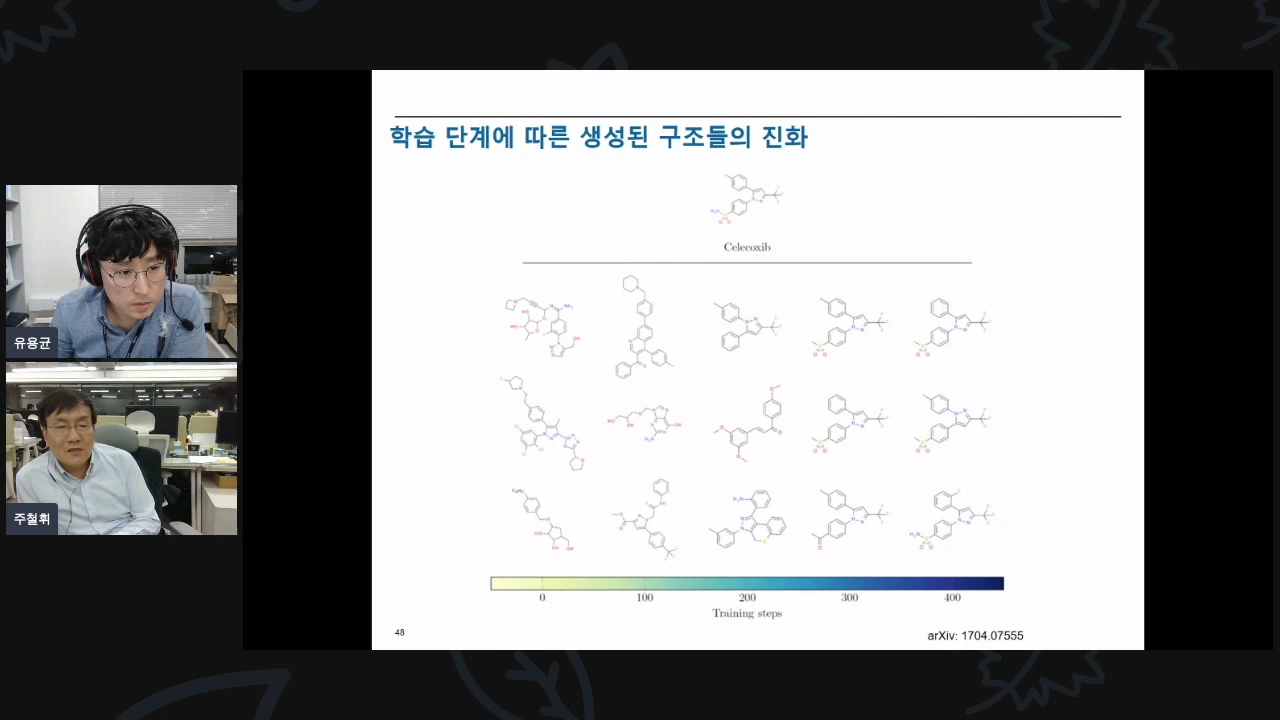 학습 단계에 따른 생성된 구조들의 진화
Celecoxib
유용균
주철휘
0 100 200 300 400
Training steps
48
arXiv: 1704.07555